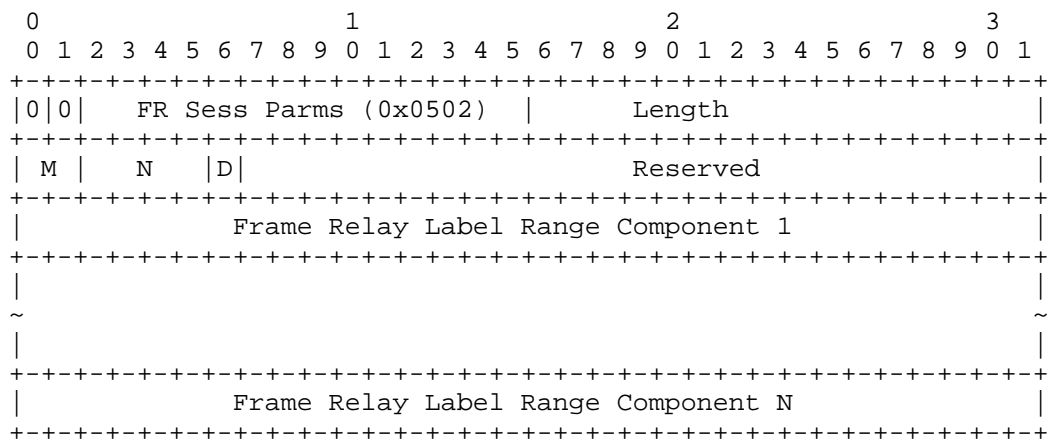 0                   1                   2                   3
 0 1 2 3 4 5 6 7 8 9 0 1 2 3 4 5 6 7 8 9 0 1 2 3 4 5 6 7 8 9 0 1
+-+-+-+-+-+-+-+-+-+-+-+-+-+-+-+-+-+-+-+-+-+-+-+-+-+-+-+-+-+-+-+-+
|0|0|   FR Sess Parms (0x0502)  |      Length                   |
+-+-+-+-+-+-+-+-+-+-+-+-+-+-+-+-+-+-+-+-+-+-+-+-+-+-+-+-+-+-+-+-+
| M |   N   |D|                        Reserved                 |
+-+-+-+-+-+-+-+-+-+-+-+-+-+-+-+-+-+-+-+-+-+-+-+-+-+-+-+-+-+-+-+-+
|             Frame Relay Label Range Component 1               |
+-+-+-+-+-+-+-+-+-+-+-+-+-+-+-+-+-+-+-+-+-+-+-+-+-+-+-+-+-+-+-+-+
|                                                               |
~                                                               ~
|                                                               |
+-+-+-+-+-+-+-+-+-+-+-+-+-+-+-+-+-+-+-+-+-+-+-+-+-+-+-+-+-+-+-+-+
|             Frame Relay Label Range Component N               |
+-+-+-+-+-+-+-+-+-+-+-+-+-+-+-+-+-+-+-+-+-+-+-+-+-+-+-+-+-+-+-+-+